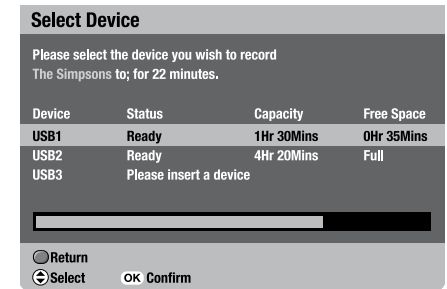 Select Device
Please select the device you wish to record
The Simpsons to; for 22 minutes.
Device Status Capacity Free Space
USB1 Ready 1Hr 30Mins 0Hr 35Mins
USB2 Ready 4Hr 20Mins Full
USB3 Please insert a device
Return
Select OK Confirm